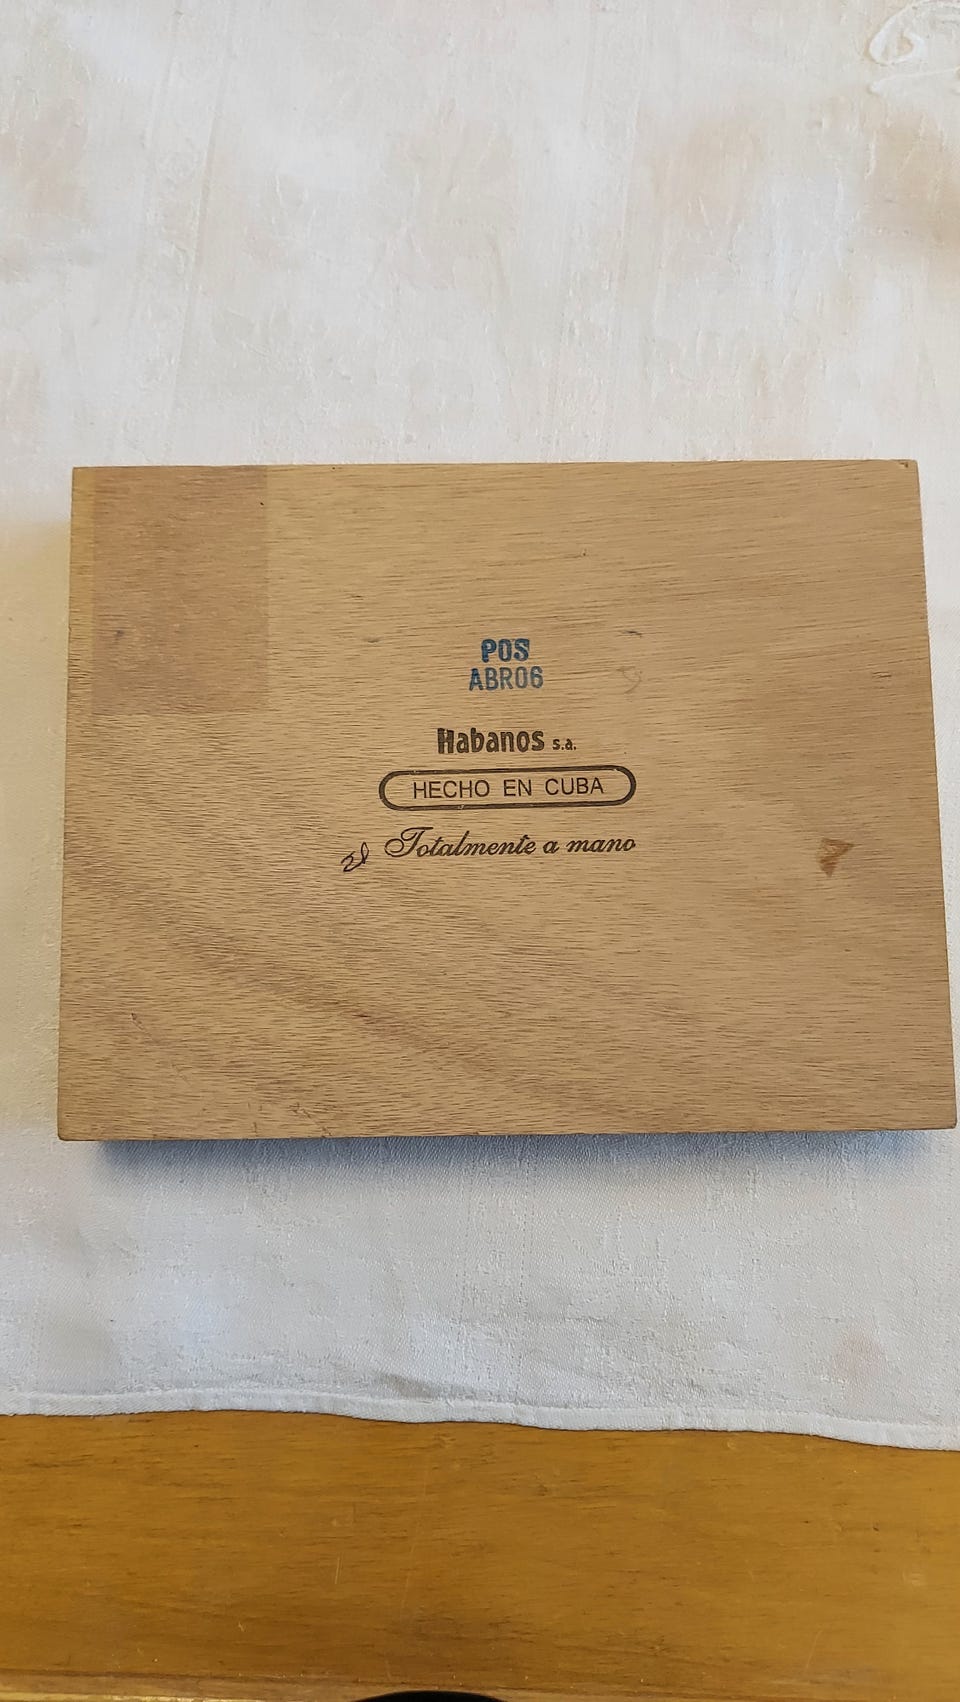 POS
ABR06
Habanos s.a.
HECHO EN CUBA
Totalmente a mano